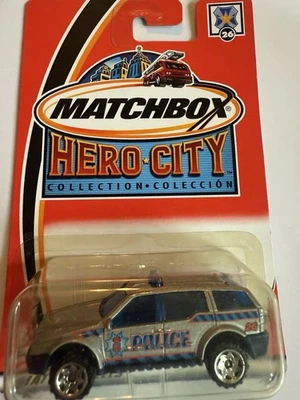 26
MATCHBOX
HERO CITY
COLLECTION • COLECCIÓN
POLICE